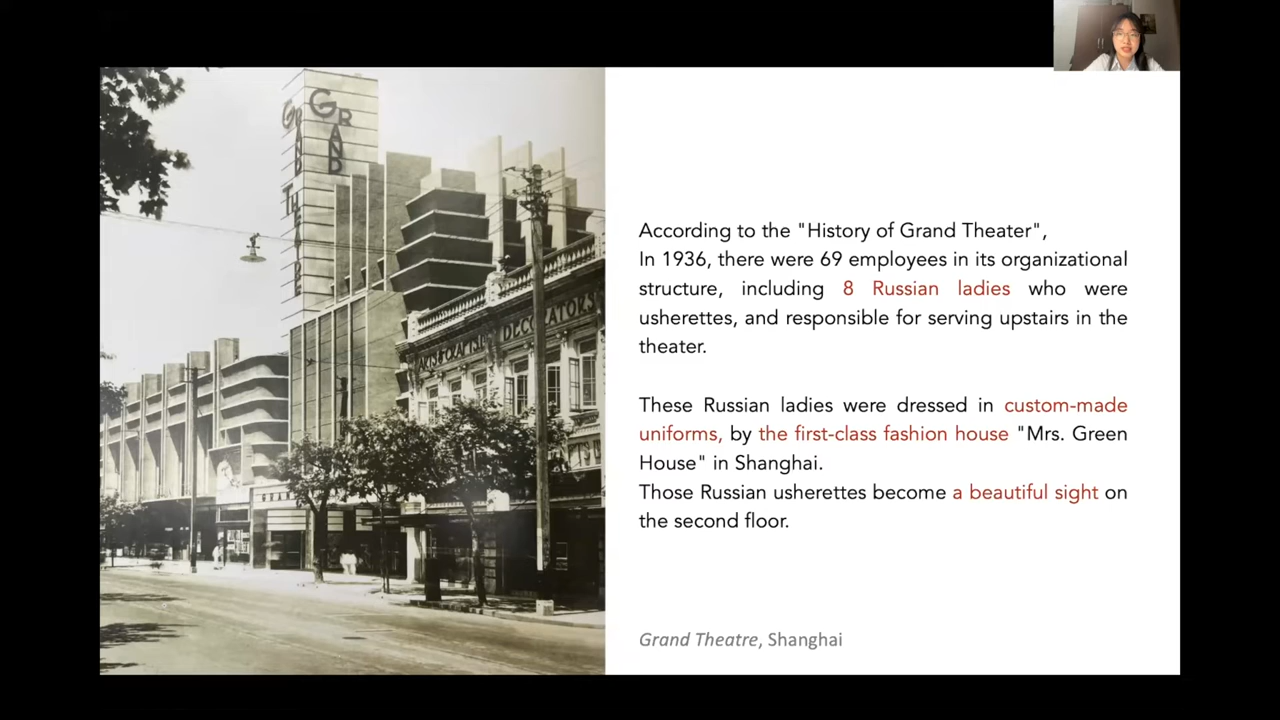 GRAND
GRAND THEATRE
ARTS & CRAFTS
DECORATORS
According to the "History of Grand Theater",
In 1936, there were 69 employees in its organizational
structure, including 8 Russian ladies who were
usherettes, and responsible for serving upstairs in the
theater.
These Russian ladies were dressed in custom-made
uniforms, by the first-class fashion house "Mrs. Green
House" in Shanghai.
Those Russian usherettes become a beautiful sight on
the second floor.
Grand Theatre, Shanghai